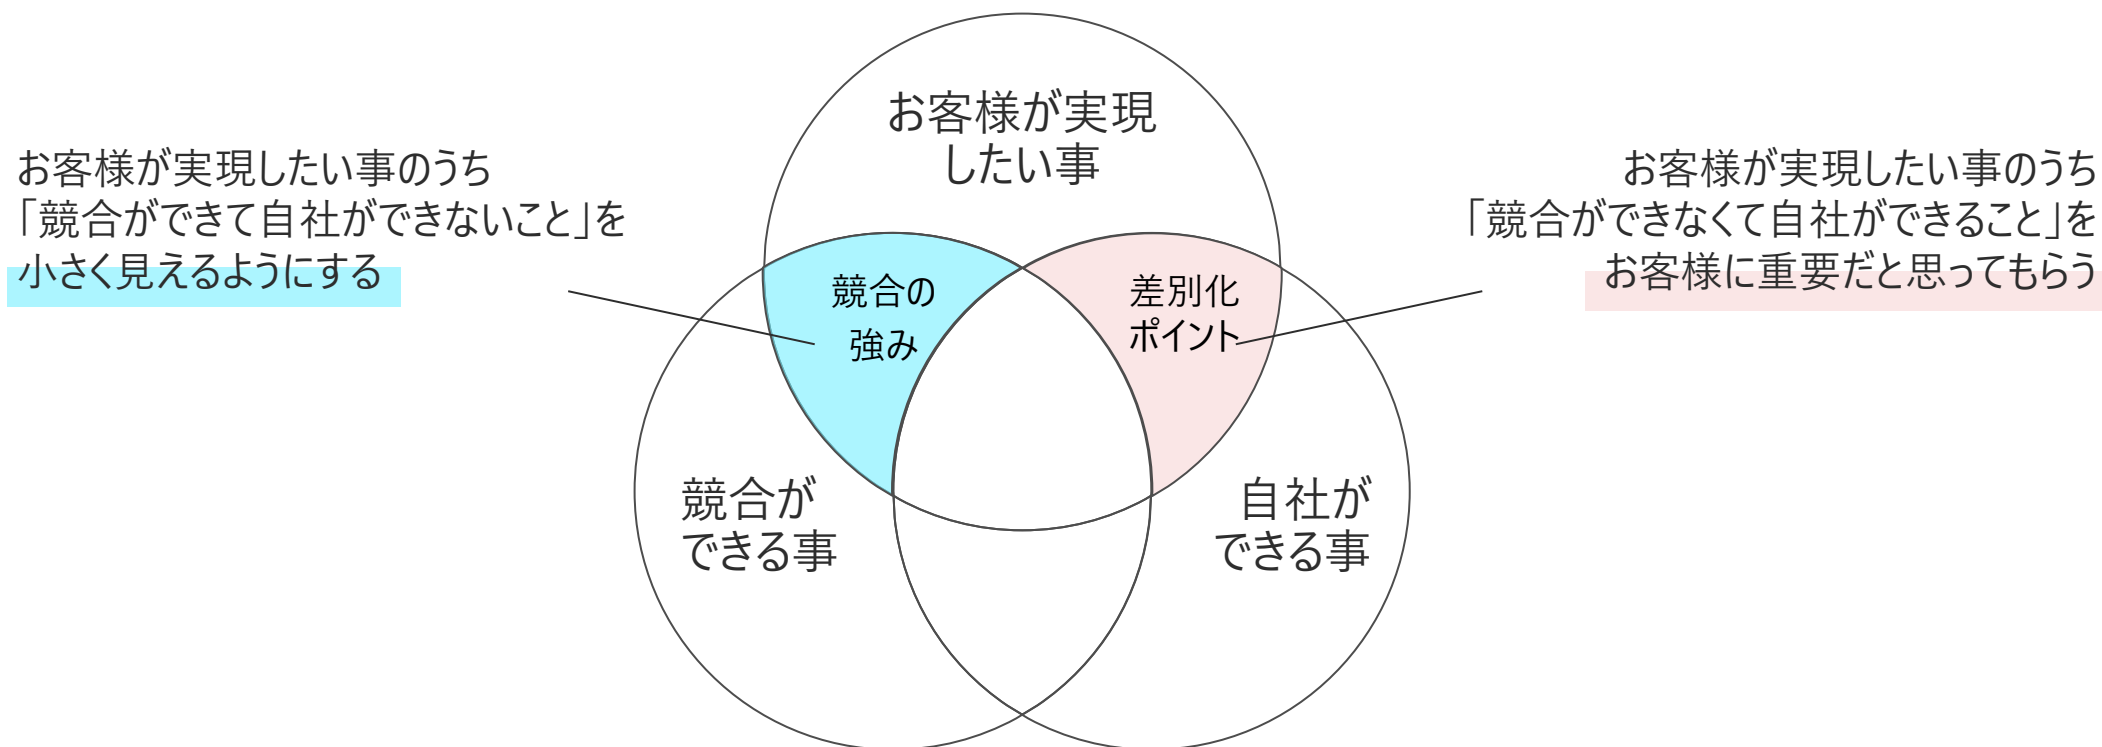 お客様が実現
したい事
お客様が実現したい事のうち
「競合ができて自社ができないこと」を
小さく見えるようにする
お客様が実現したい事のうち
「競合ができなくて自社ができること」を
お客様に重要だと思ってもらう
競合の
強み
差別化
ポイント
競合が
できる事
自社が
できる事